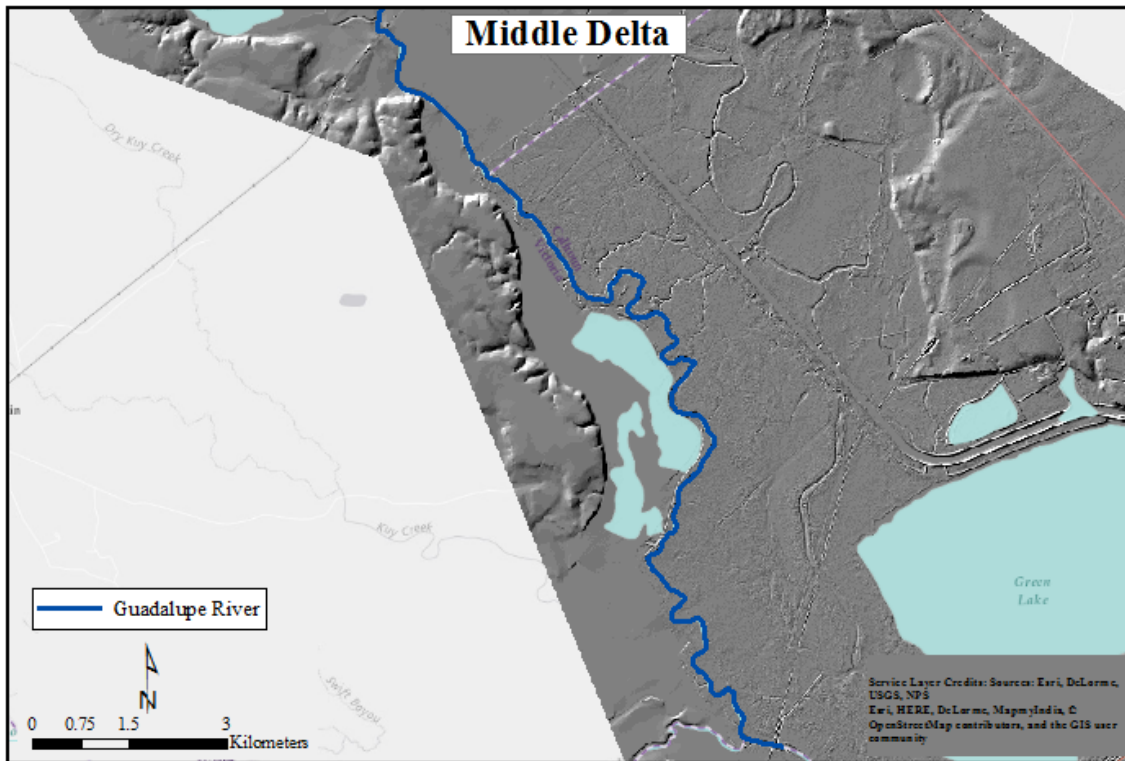 Middle Delta
Dry Kuy Creek
Calhoun
Victoria
Kuy Creek
Green
Lake
Guadalupe River
N
Swift Bayou
0 0.75 1.5 3
Kilometers
Service Layer Credits: Sources: Esri, DeLorme,
USGS, NPS
Esri, HERE, DeLorme, MapmyIndia, ©
OpenStreetMap contributors, and the GIS user
community